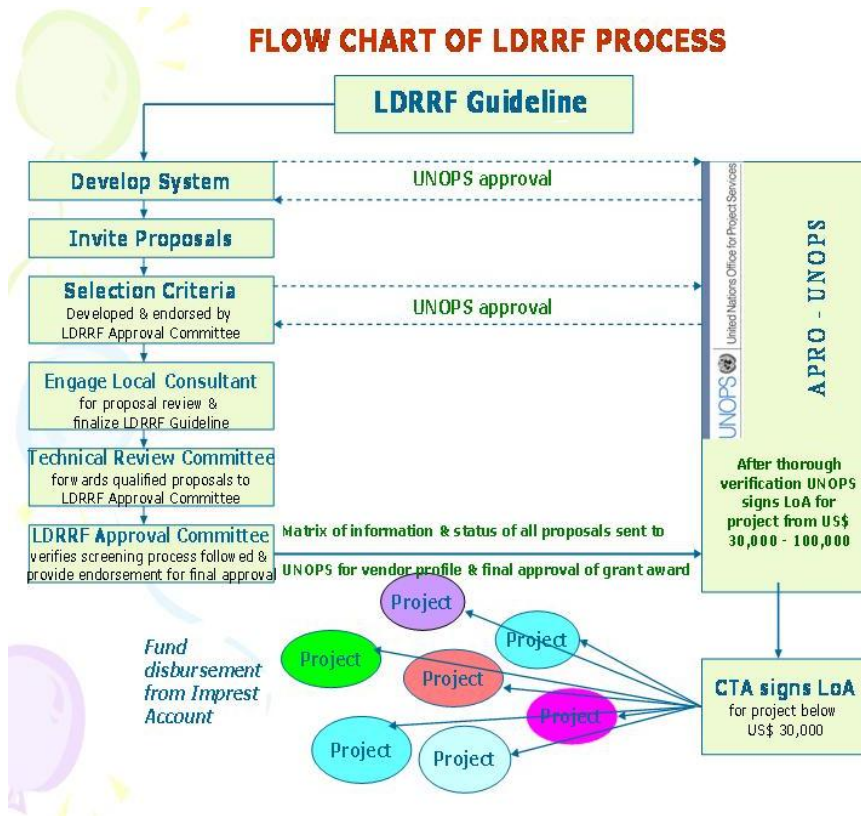 FLOW CHART OF LDRRF PROCESS
LDRRF Guideline
Develop System
UNOPS approval
Invite Proposals
Selection Criteria
Developed & endorsed by
LDRRF Approval Committee
UNOPS approval
Engage Local Consultant
for proposal review &
finalize LDRRF Guideline
Technical Review Committee
forwards qualified proposals to
LDRRF Approval Committee
LDRRF Approval Committee
verifies screening process followed &
provide endorsement for final approval
Matrix of information & status of all proposals sent to
UNOPS for vendor profile & final approval of grant award
UNOPS
United Nations Office for Project Services
APRO - UNOPS
After thorough
verification UNOPS
signs LoA for
project from US$
30,000 - 100,000
CTA signs LoA
for project below
US$ 30,000
Fund
disbursement
from Imprest
Account
Project
Project
Project
Project
Project
Project
Project